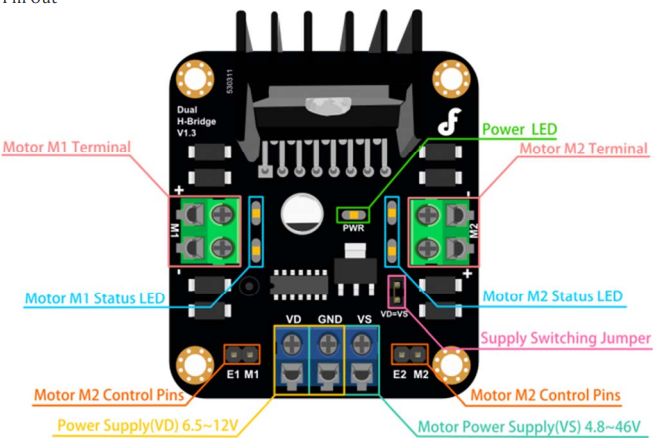 Pin Out
530311
Dual
H-Bridge
V1.3
Power LED
Motor M1 Terminal
Motor M2 Terminal
+
-
M1
PWR
M2
-
+
Motor M1 Status LED
Motor M2 Status LED
VD=VS
Supply Switching Jumper
VD GND VS
E1 M1
E2 M2
Motor M2 Control Pins
Motor M2 Control Pins
Power Supply(VD) 6.5~12V
Motor Power Supply(VS) 4.8~46V